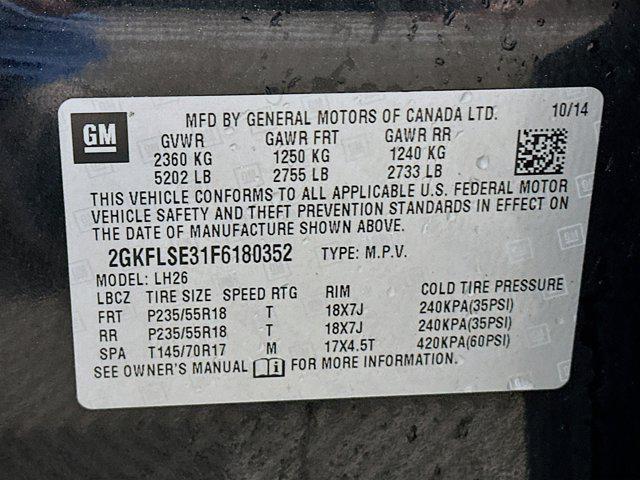 MFD BY GENERAL MOTORS OF CANADA LTD. 10/14
GM
GVWR GAWR FRT GAWR RR
2360 KG 1250 KG 1240 KG
5202 LB 2755 LB 2733 LB
THIS VEHICLE CONFORMS TO ALL APPLICABLE U.S. FEDERAL MOTOR
VEHICLE SAFETY AND THEFT PREVENTION STANDARDS IN EFFECT ON
THE DATE OF MANUFACTURE SHOWN ABOVE.
2GKFLSE31F6180352 TYPE: M.P.V.
MODEL: LH26
LBCZ TIRE SIZE SPEED RTG RIM COLD TIRE PRESSURE
FRT P235/55R18 T 18X7J 240KPA(35PSI)
RR P235/55R18 T 18X7J 240KPA(35PSI)
SPA T145/70R17 M 17X4.5T 420KPA(60PSI)
SEE OWNER'S MANUAL FOR MORE INFORMATION.